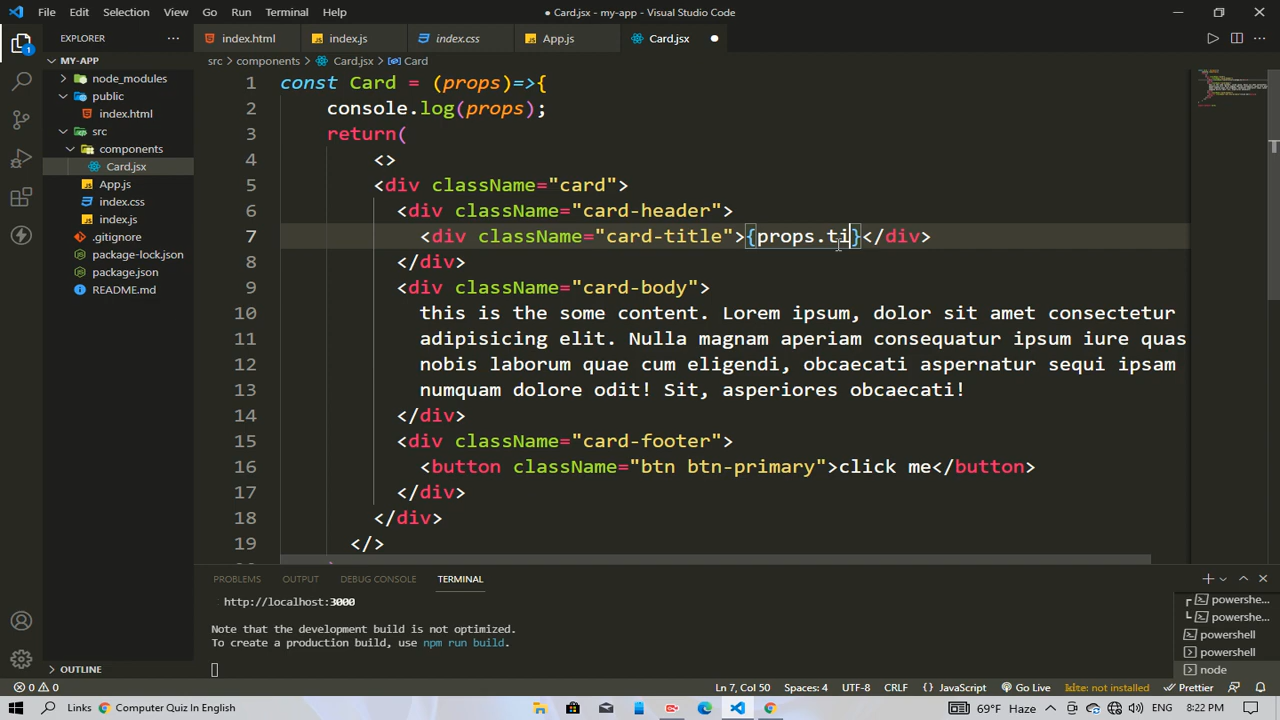 File Edit Selection View Go Run Terminal Help ● Card.jsx - my-app - Visual Studio Code
EXPLORER ... index.html index.js index.css App.js Card.jsx
MY-APP
src > components > Card.jsx > Card
node_modules
public
index.html
src
components
Card.jsx
App.js
index.css
index.js
.gitignore
package-lock.json
package.json
README.md
1 const Card = (props)=>{
2 console.log(props);
3 return(
4 <>
5 <div className="card">
6 <div className="card-header">
7 <div className="card-title">{props.ti}</div>
8 </div>
9 <div className="card-body">
10 this is the some content. Lorem ipsum, dolor sit amet consectetur
11 adipisicing elit. Nulla magnam aperiam consequatur ipsum iure quas
12 nobis laborum quae cum eligendi, obcaecati aspernatur sequi ipsam
13 numquam dolore odit! Sit, asperiores obcaecati!
14 </div>
15 <div className="card-footer">
16 <button className="btn btn-primary">click me</button>
17 </div>
18 </div>
19 </>
PROBLEMS OUTPUT DEBUG CONSOLE TERMINAL
http://localhost:3000
Note that the development build is not optimized.
To create a production build, use npm run build.
powershe...
powershe...
powershell
powershell
node
OUTLINE
0 0 Ln 7, Col 50 Spaces: 4 UTF-8 CRLF {} JavaScript Go Live kite: not installed Prettier
1
Links Computer Quiz In English 69°F Haze ENG 8:22 PM